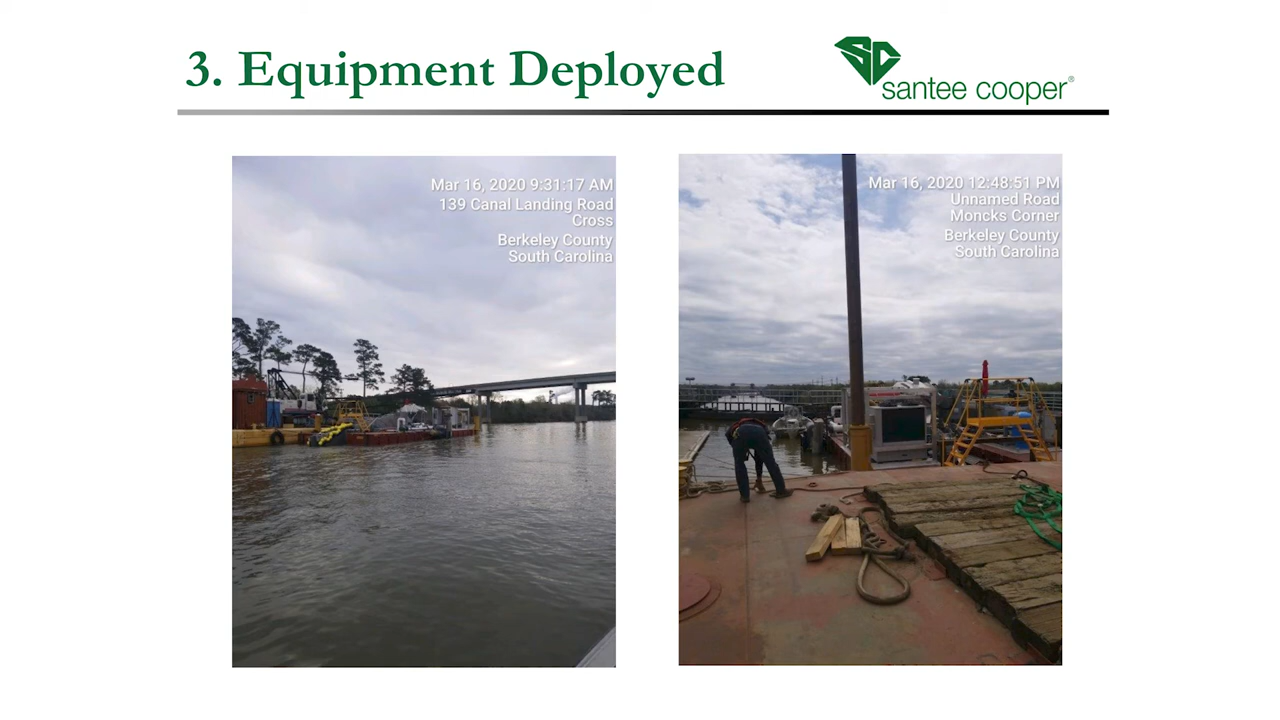 3. Equipment Deployed
SC
santee cooper®
Mar 16, 2020 9:31:17 AM
139 Canal Landing Road
Cross
Berkeley County
South Carolina
Mar 16, 2020 12:48:51 PM
Unnamed Road
Moncks Corner
Berkeley County
South Carolina